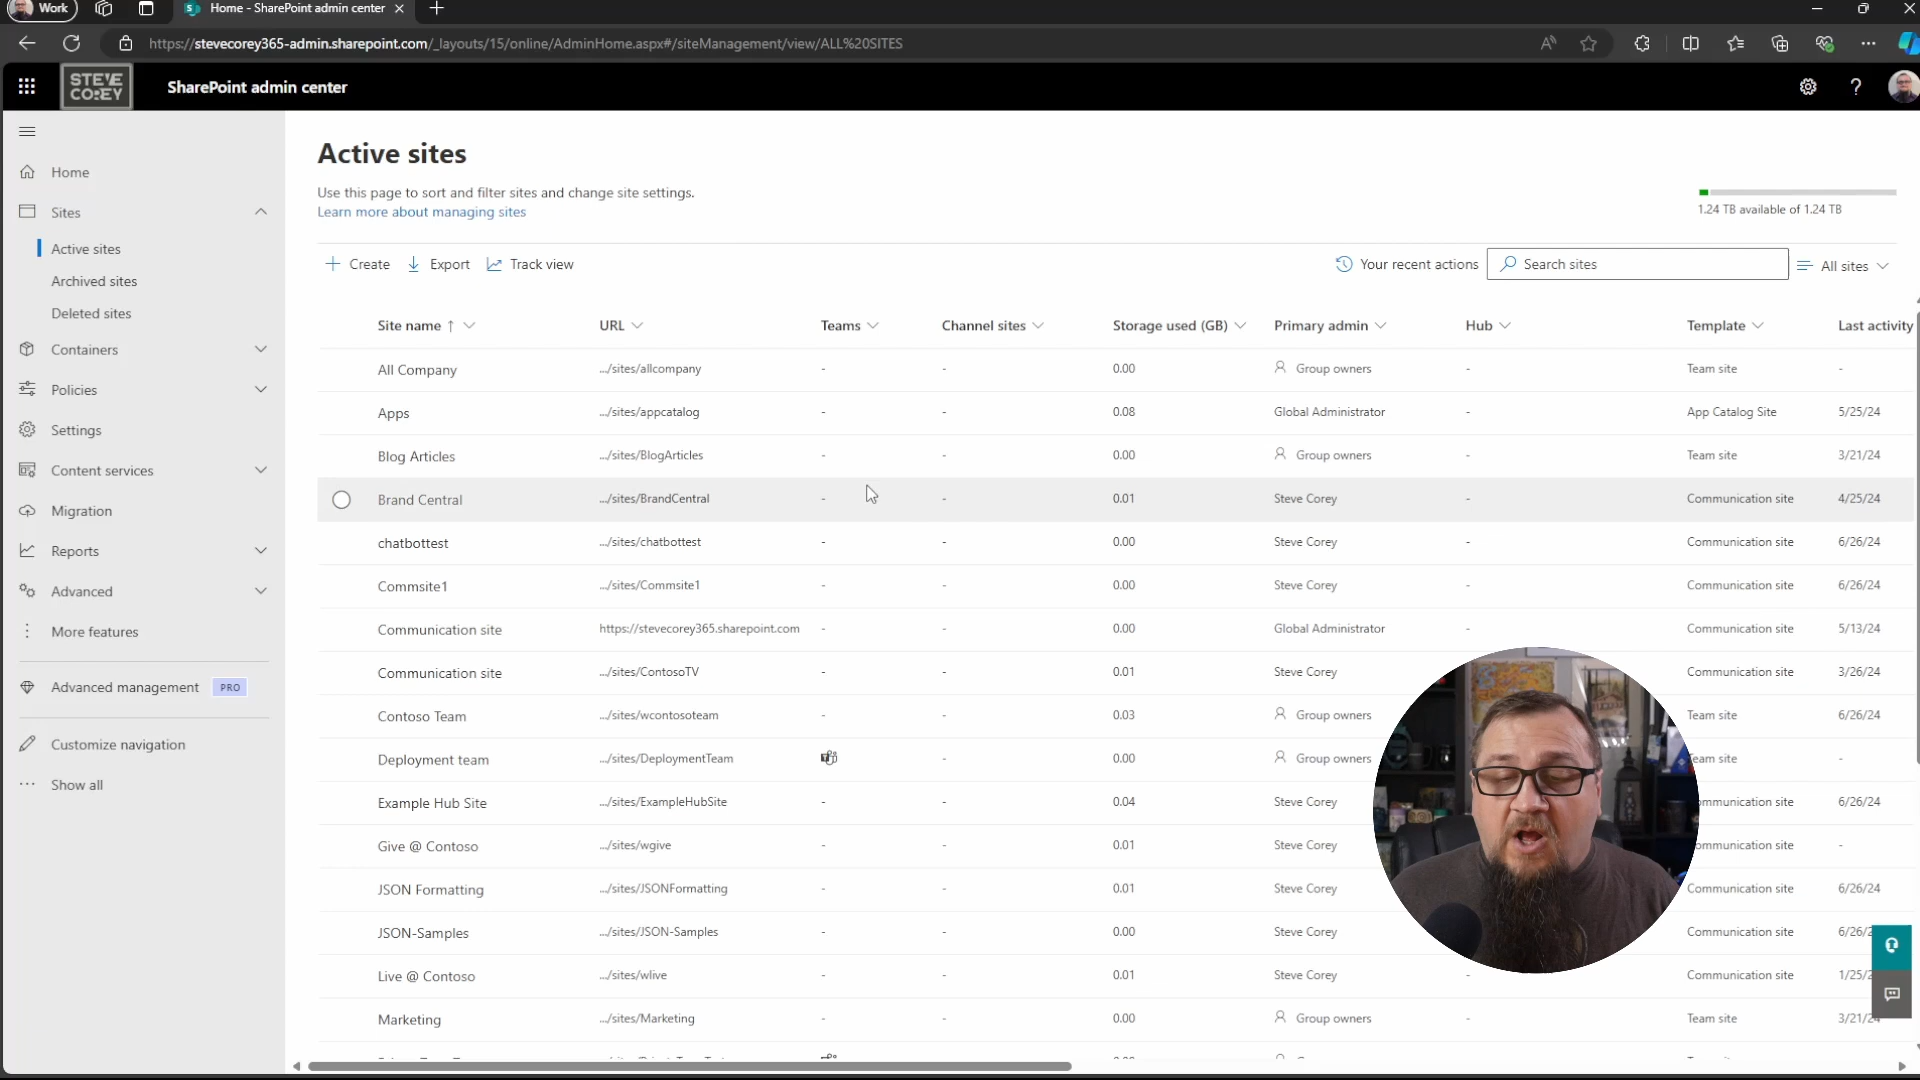 Work
Home - SharePoint admin center
https://stevecorey365-admin.sharepoint.com/_layouts/15/online/AdminHome.aspx#/siteManagement/view/ALL%20SITES
STEVE COREY
SharePoint admin center
Home
Sites
Active sites
Archived sites
Deleted sites
Containers
Policies
Settings
Content services
Migration
Reports
Advanced
More features
Advanced management PRO
Customize navigation
Show all
Active sites
Use this page to sort and filter sites and change site settings.
Learn more about managing sites
1.24 TB available of 1.24 TB
Create Export Track view Your recent actions Search sites All sites
Site name ↑ URL Teams Channel sites Storage used (GB) Primary admin Hub Template Last activity
All Company .../sites/allcompany - - 0.00 Group owners - Team site -
Apps .../sites/appcatalog - - 0.08 Global Administrator - App Catalog Site 5/25/24
Blog Articles .../sites/BlogArticles - - 0.00 Group owners - Team site 3/21/24
Brand Central .../sites/BrandCentral - - 0.01 Steve Corey - Communication site 4/25/24
chatbottest .../sites/chatbottest - - 0.00 Steve Corey - Communication site 6/26/24
Commsite1 .../sites/Commsite1 - - 0.00 Steve Corey - Communication site 6/26/24
Communication site https://stevecorey365.sharepoint.com - - 0.00 Global Administrator - Communication site 5/13/24
Communication site .../sites/ContosoTV - - 0.01 Steve Corey Communication site 3/26/24
Contoso Team .../sites/wcontosoteam - - 0.03 Group owners Team site 6/26/24
Deployment team .../sites/DeploymentTeam - 0.00 Group owners eam site -
Example Hub Site .../sites/ExampleHubSite - - 0.04 Steve Corey ommunication site 6/26/24
Give @ Contoso .../sites/wgive - - 0.01 Steve Corey ommunication site -
JSON Formatting .../sites/JSONFormatting - - 0.01 Steve Corey Communication site 6/26/24
JSON-Samples .../sites/JSON-Samples - - 0.00 Steve Corey Communication site 6/26/2
Live @ Contoso .../sites/wlive - - 0.01 Steve Corey - Communication site 1/25/2
Marketing .../sites/Marketing - - 0.00 Group owners - Team site 3/21/24